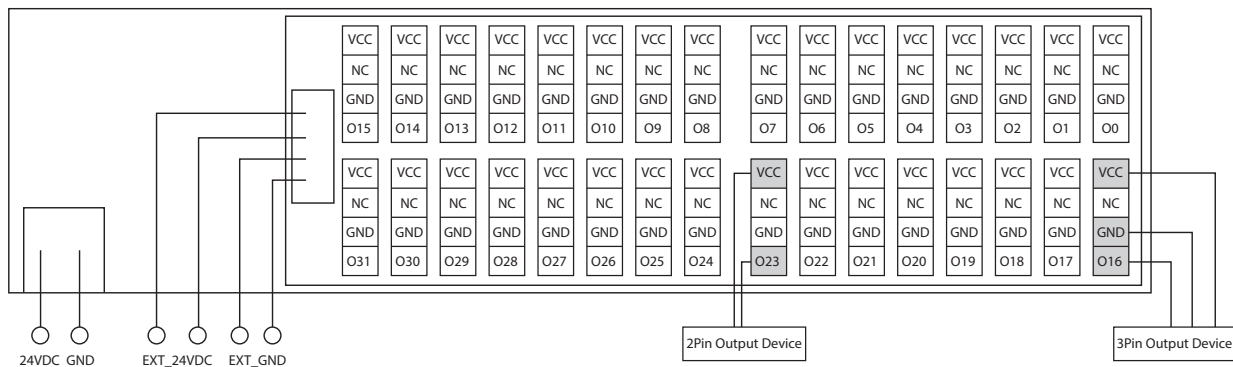 VCC VCC VCC VCC VCC VCC VCC VCC VCC VCC VCC VCC VCC VCC VCC VCC
NC NC NC NC NC NC NC NC NC NC NC NC NC NC NC NC
GND GND GND GND GND GND GND GND GND GND GND GND GND GND GND GND
O15 O14 O13 O12 O11 O10 O9 O8 O7 O6 O5 O4 O3 O2 O1 O0
VCC VCC VCC VCC VCC VCC VCC VCC VCC VCC VCC VCC VCC VCC VCC VCC
NC NC NC NC NC NC NC NC NC NC NC NC NC NC NC NC
GND GND GND GND GND GND GND GND GND GND GND GND GND GND GND GND
O31 O30 O29 O28 O27 O26 O25 O24 O23 O22 O21 O20 O19 O18 O17 O16
2Pin Output Device 3Pin Output Device
24VDC GND EXT_24VDC EXT_GND